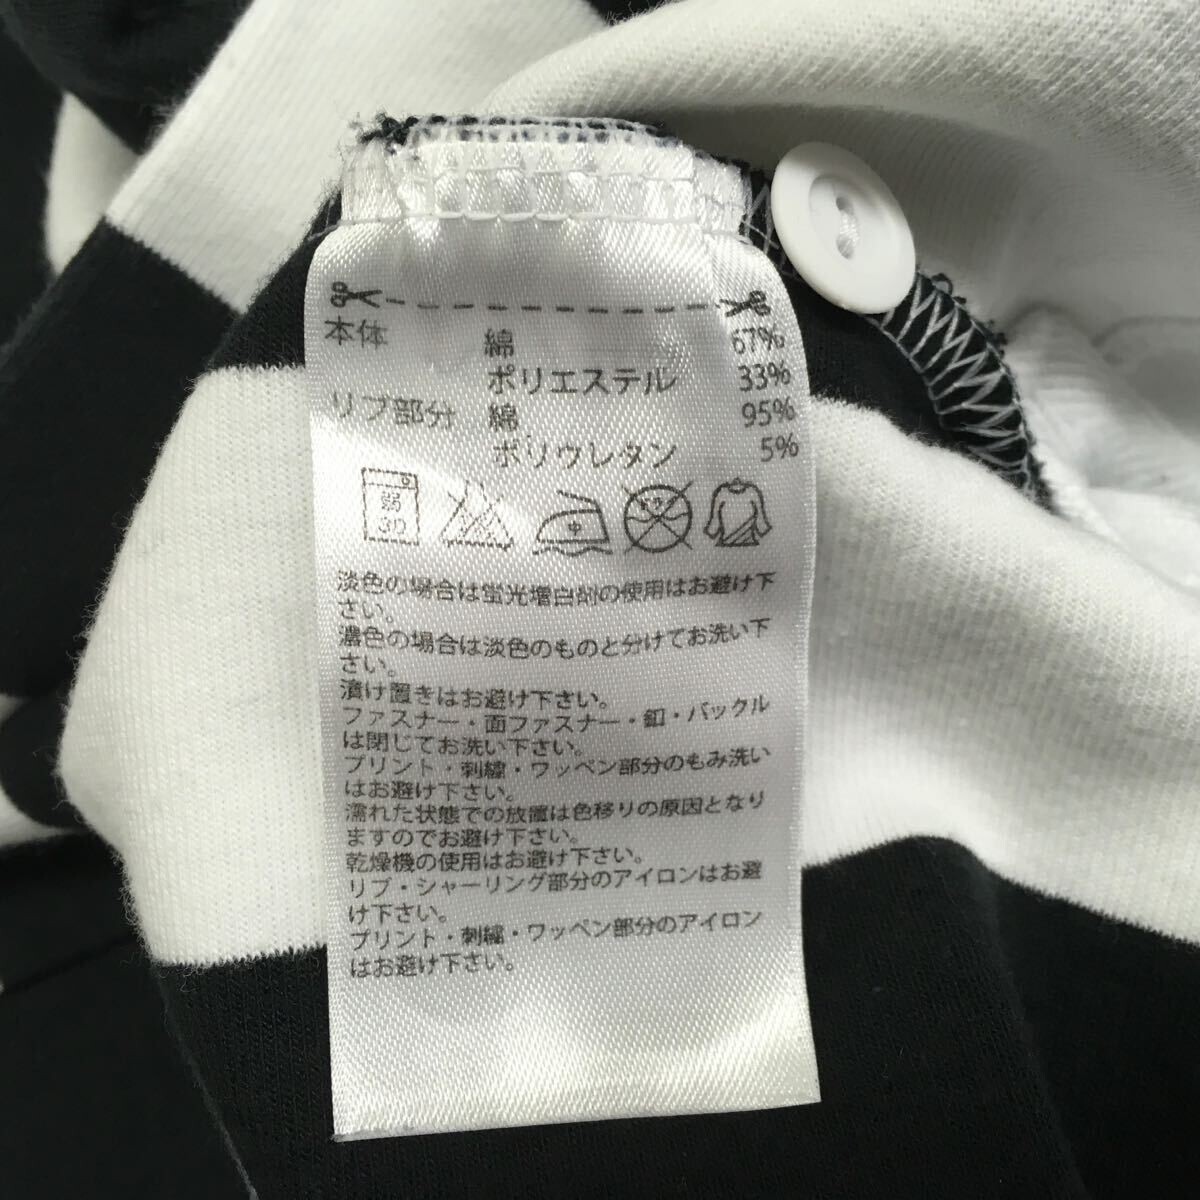 本体 綿 67%
ポリエステル 33%
リブ部分 綿 95%
ポリウレタン 5%
弱
30
中
淡色の場合は蛍光増白剤の使用はお避け下
さい。
濃色の場合は淡色のものと分けてお洗い下
さい。
漬け置きはお避け下さい。
ファスナー・面ファスナー・釦・バックル
は閉じてお洗い下さい。
プリント・刺繍・ワッペン部分のもみ洗い
はお避け下さい。
濡れた状態での放置は色移りの原因となり
ますのでお避け下さい。
乾燥機の使用はお避け下さい。
リブ・シャーリング部分のアイロンはお避
け下さい。
プリント・刺繍・ワッペン部分のアイロン
はお避け下さい。